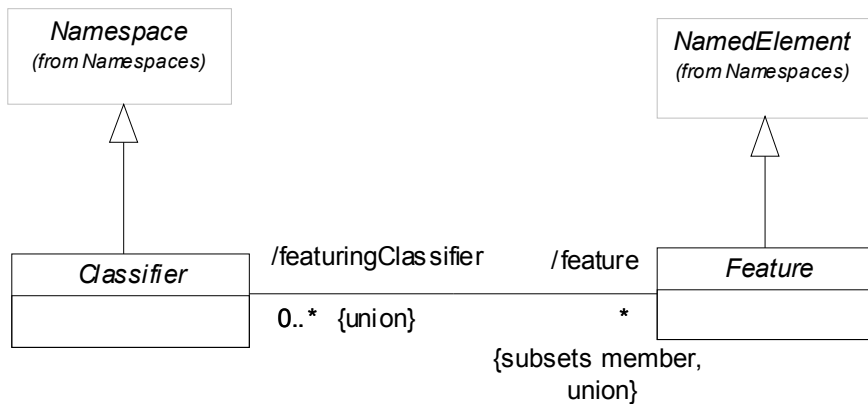 Namespace
(from Namespaces)
NamedElement
(from Namespaces)
Classifier
/featuringClassifier
/feature
Feature
0..*
{union}
*
{subsets member,
union}